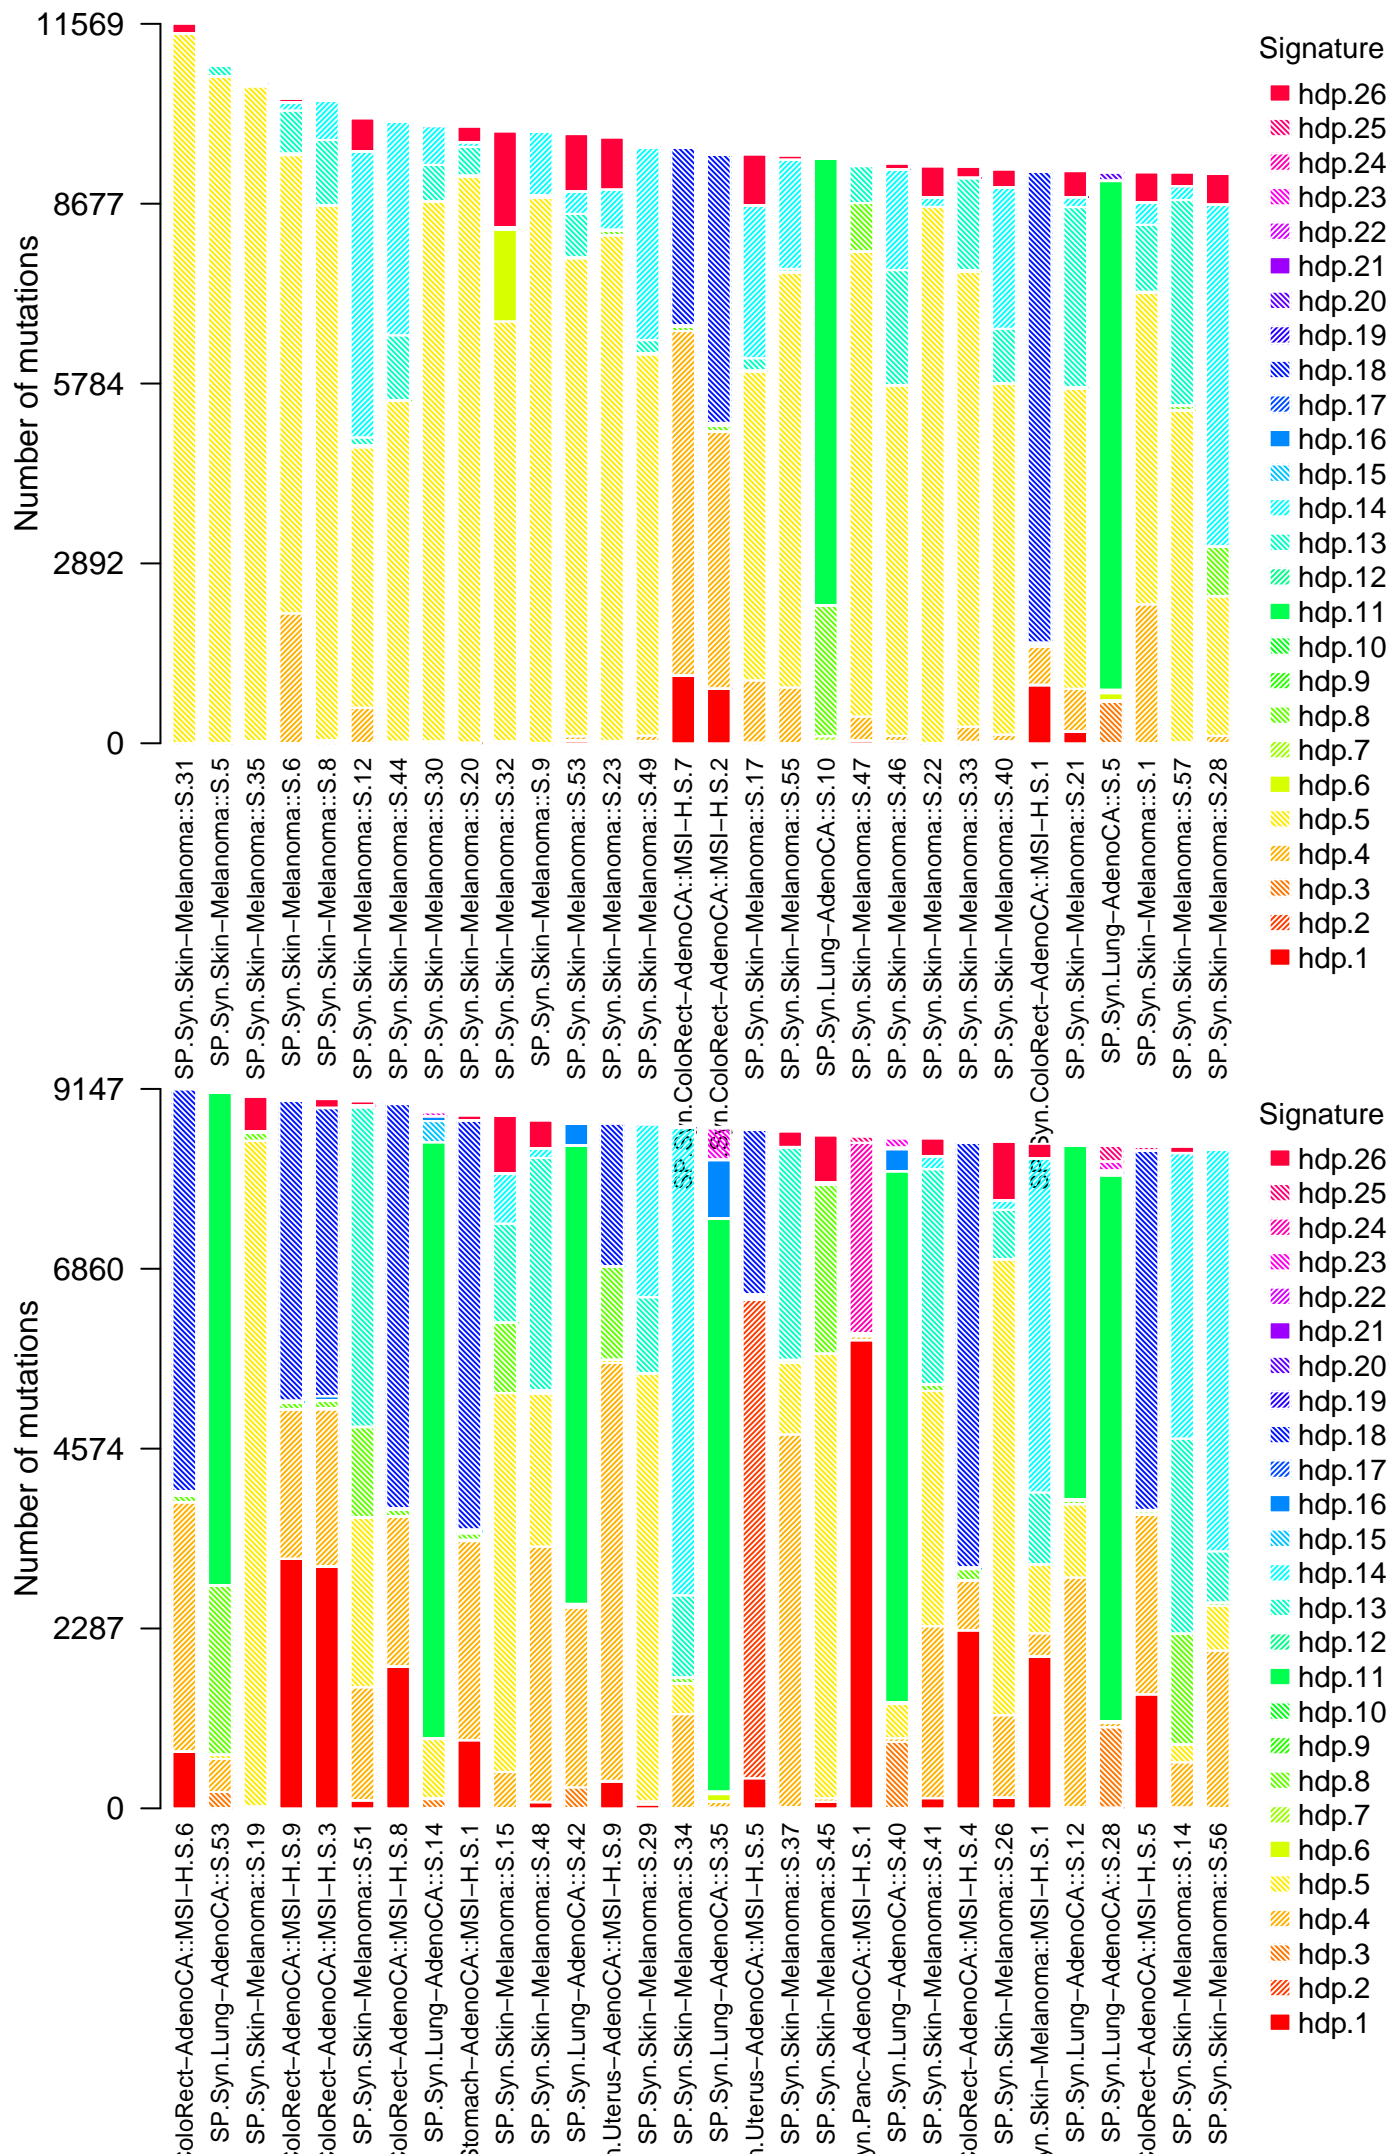 Number of mutations
11569
8677
5784
2892
0
SP.Syn.Skin−Melanoma::S.31
SP.Syn.Skin−Melanoma::S.5
SP.Syn.Skin−Melanoma::S.35
SP.Syn.Skin−Melanoma::S.6
SP.Syn.Skin−Melanoma::S.8
SP.Syn.Skin−Melanoma::S.12
SP.Syn.Skin−Melanoma::S.44
SP.Syn.Skin−Melanoma::S.30
SP.Syn.Skin−Melanoma::S.20
SP.Syn.Skin−Melanoma::S.32
SP.Syn.Skin−Melanoma::S.9
SP.Syn.Skin−Melanoma::S.53
SP.Syn.Skin−Melanoma::S.23
SP.Syn.Skin−Melanoma::S.49
SP.Syn.ColoRect−AdenoCA::MSI−H.S.7
SP.Syn.ColoRect−AdenoCA::MSI−H.S.2
SP.Syn.Skin−Melanoma::S.17
SP.Syn.Skin−Melanoma::S.55
SP.Syn.Lung−AdenoCA::S.10
SP.Syn.Skin−Melanoma::S.47
SP.Syn.Skin−Melanoma::S.46
SP.Syn.Skin−Melanoma::S.22
SP.Syn.Skin−Melanoma::S.33
SP.Syn.Skin−Melanoma::S.40
SP.Syn.ColoRect−AdenoCA::MSI−H.S.1
SP.Syn.Skin−Melanoma::S.21
SP.Syn.Lung−AdenoCA::S.5
SP.Syn.Skin−Melanoma::S.1
SP.Syn.Skin−Melanoma::S.57
SP.Syn.Skin−Melanoma::S.28
Signature
hdp.26
hdp.25
hdp.24
hdp.23
hdp.22
hdp.21
hdp.20
hdp.19
hdp.18
hdp.17
hdp.16
hdp.15
hdp.14
hdp.13
hdp.12
hdp.11
hdp.10
hdp.9
hdp.8
hdp.7
hdp.6
hdp.5
hdp.4
hdp.3
hdp.2
hdp.1
Number of mutations
9147
6860
4574
2287
0
ColoRect−AdenoCA::MSI−H.S.6
SP.Syn.Lung−AdenoCA::S.53
SP.Syn.Skin−Melanoma::S.19
ColoRect−AdenoCA::MSI−H.S.9
ColoRect−AdenoCA::MSI−H.S.3
SP.Syn.Skin−Melanoma::S.51
ColoRect−AdenoCA::MSI−H.S.8
SP.Syn.Lung−AdenoCA::S.14
Stomach−AdenoCA::MSI−H.S.1
SP.Syn.Skin−Melanoma::S.15
SP.Syn.Skin−Melanoma::S.48
SP.Syn.Lung−AdenoCA::S.42
n.Uterus−AdenoCA::MSI−H.S.9
SP.Syn.Skin−Melanoma::S.29
SP.Syn.Skin−Melanoma::S.34
SP.Syn.Lung−AdenoCA::S.35
n.Uterus−AdenoCA::MSI−H.S.5
SP.Syn.Skin−Melanoma::S.37
SP.Syn.Skin−Melanoma::S.45
yn.Panc−AdenoCA::MSI−H.S.1
SP.Syn.Lung−AdenoCA::S.40
SP.Syn.Skin−Melanoma::S.41
ColoRect−AdenoCA::MSI−H.S.4
SP.Syn.Skin−Melanoma::S.26
Syn.Skin−Melanoma::MSI−H.S.1
SP.Syn.Lung−AdenoCA::S.12
SP.Syn.Lung−AdenoCA::S.28
ColoRect−AdenoCA::MSI−H.S.5
SP.Syn.Skin−Melanoma::S.14
SP.Syn.Skin−Melanoma::S.56
Signature
hdp.26
hdp.25
hdp.24
hdp.23
hdp.22
hdp.21
hdp.20
hdp.19
hdp.18
hdp.17
hdp.16
hdp.15
hdp.14
hdp.13
hdp.12
hdp.11
hdp.10
hdp.9
hdp.8
hdp.7
hdp.6
hdp.5
hdp.4
hdp.3
hdp.2
hdp.1